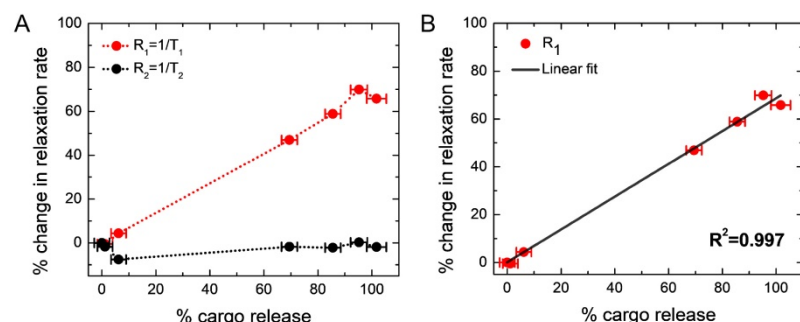 A
% change in relaxation rate
100
80
60
40
20
0
R₁=1/T₁
R₂=1/T₂
0 20 40 60 80 100
% cargo release
B
% change in relaxation rate
100
80
60
40
20
0
R₁
Linear fit
R²=0.997
0 20 40 60 80 100
% cargo release